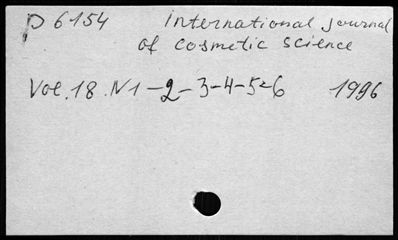 D 6154 International journal
of cosmetic science
Vol. 18 N1-2-3-4-5-6 1996